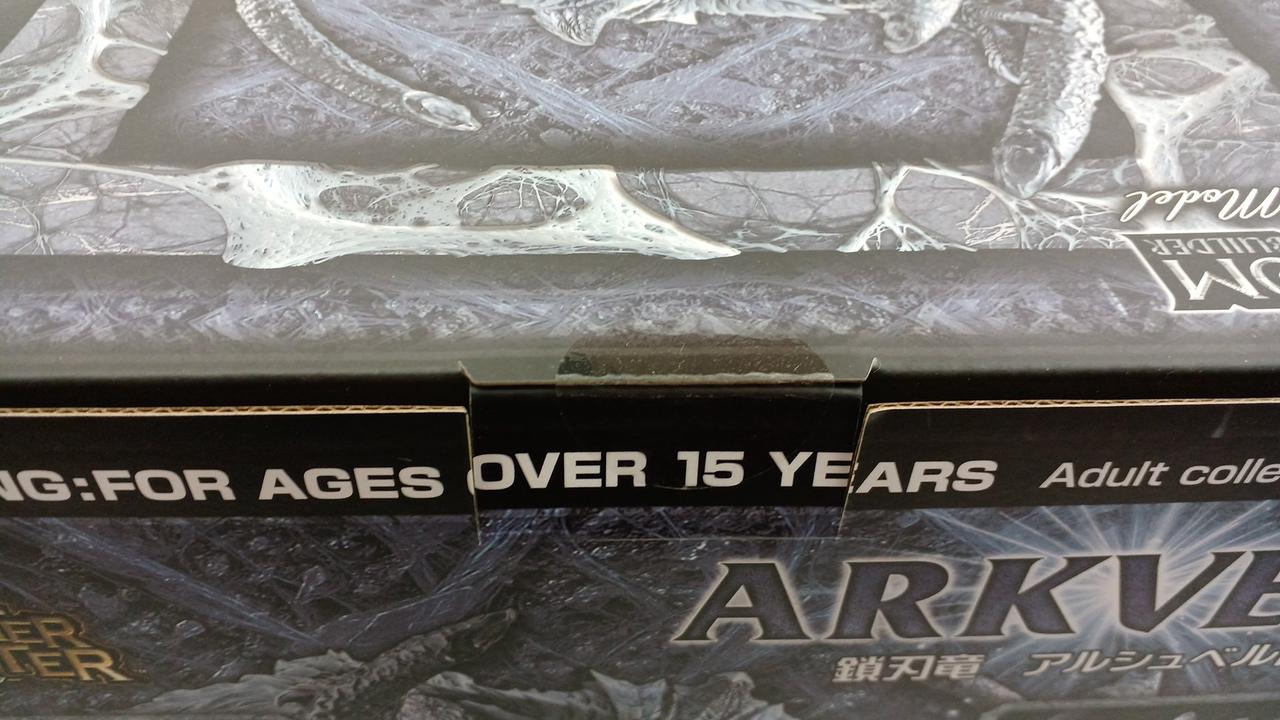 Model
BUILDER
NG:FOR AGES OVER 15 YEARS Adult colle
ARKVE
鎖刃竜 アルシュベル